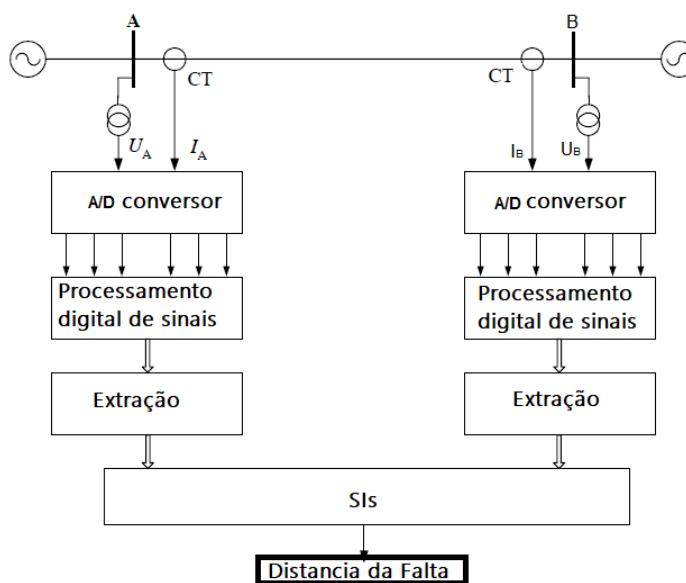 A
B
CT
CT
U_A
I_A
I_B
U_B
A/D conversor
A/D conversor
Processamento
digital de sinais
Processamento
digital de sinais
Extração
Extração
SIs
Distancia da Falta